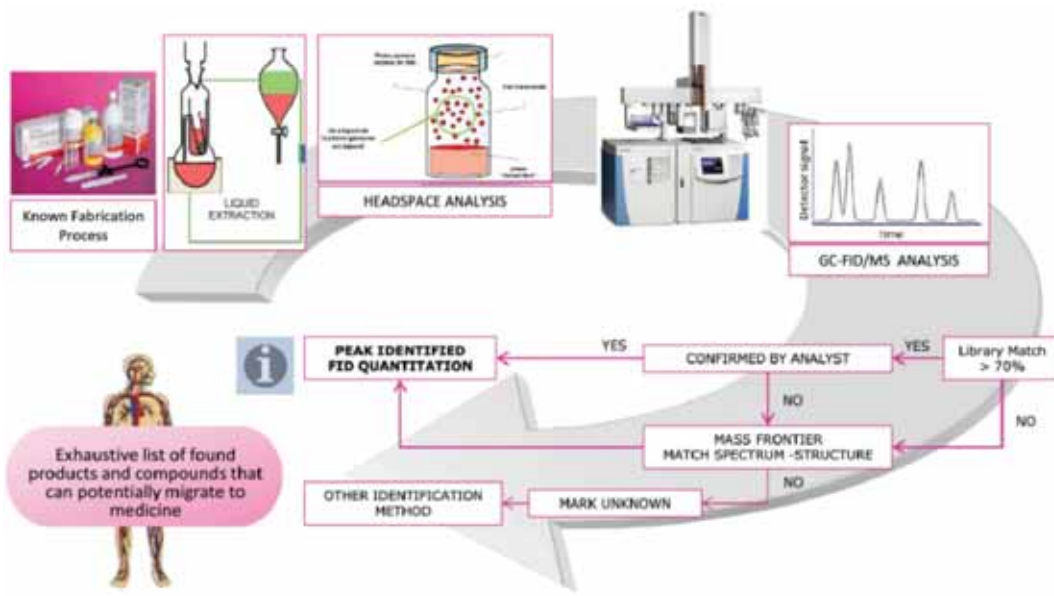 Known Fabrication
Process
LIQUID
EXTRACTION
HEADSPACE ANALYSIS
Detector signal
Time
GC-FID/MS ANALYSIS
Library Match
> 70%
YES
NO
CONFIRMED BY ANALYST
YES
NO
PEAK IDENTIFIED
FID QUANTITATION
MASS FRONTIER
MATCH SPECTRUM -STRUCTURE
NO
MARK UNKNOWN
OTHER IDENTIFICATION
METHOD
i
Exhaustive list of found
products and compounds that
can potentially migrate to
medicine